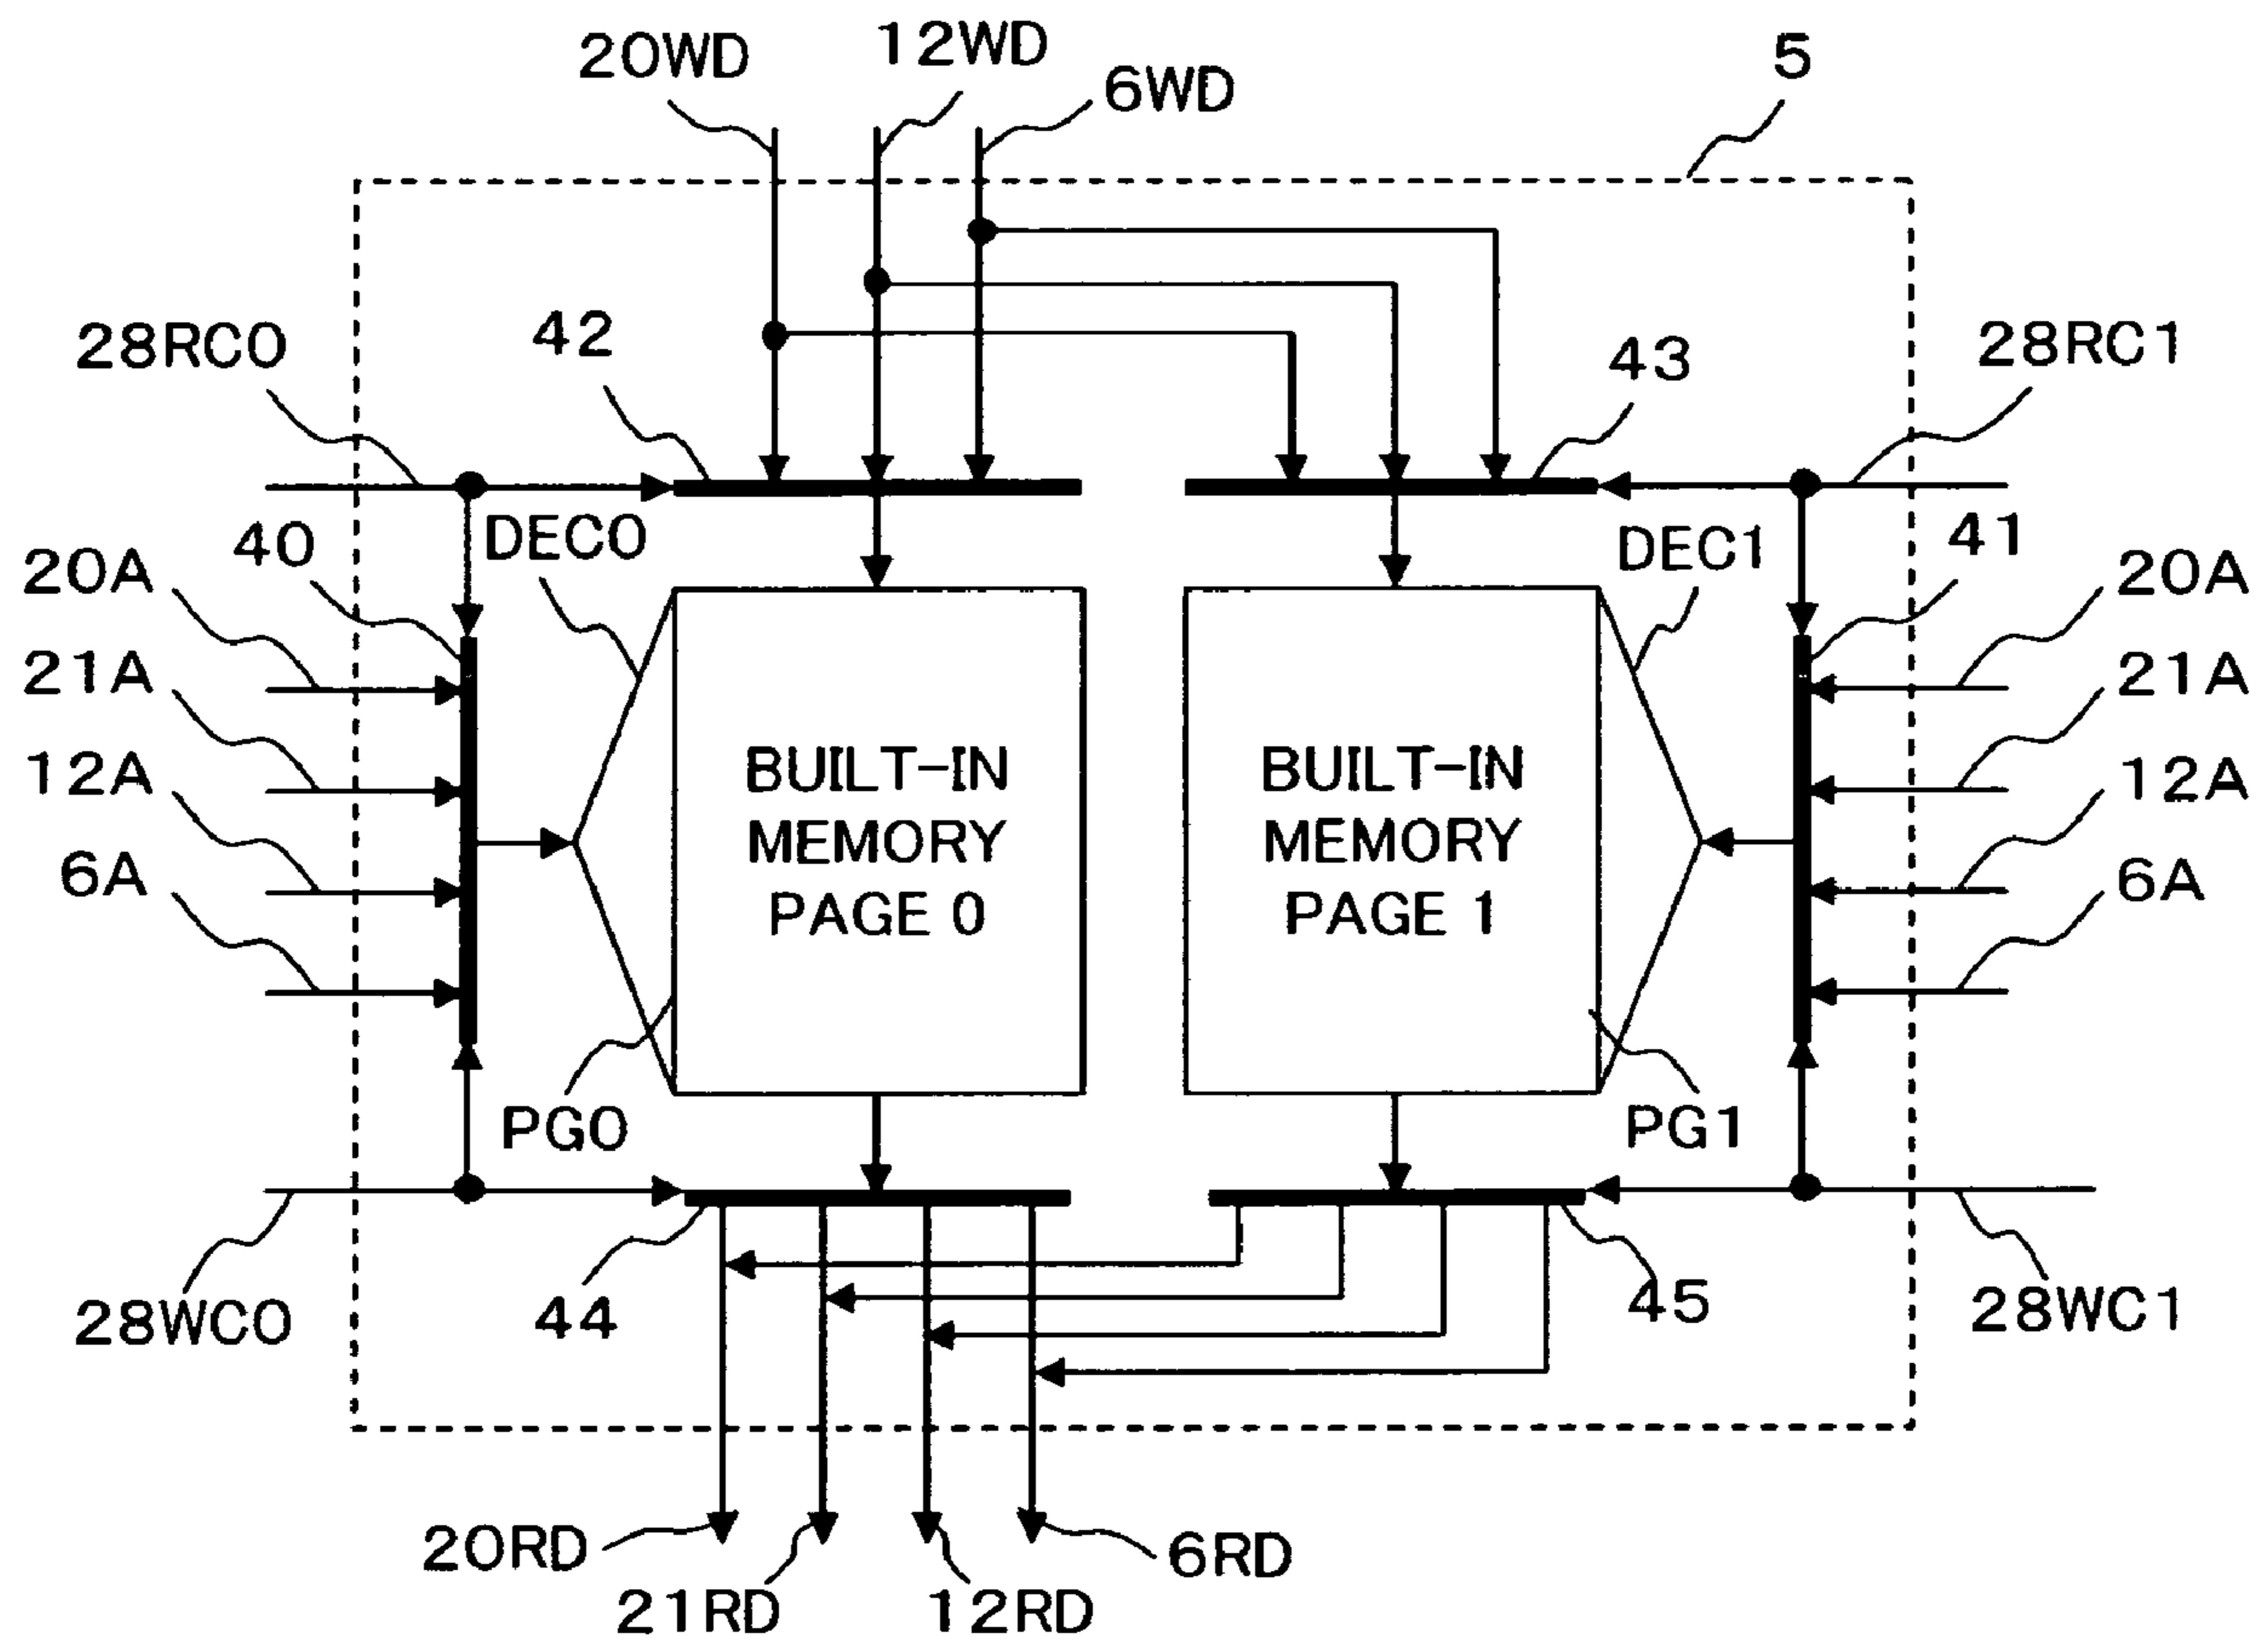 20WD
12WD
6WD
5
28RC0
42
43
28RC1
40
DEC0
DEC1
41
20A
20A
21A
21A
12A
12A
6A
6A
BUILT-IN
MEMORY
PAGE 0
BUILT-IN
MEMORY
PAGE 1
PG0
PG1
28WC0
44
45
28WC1
20RD
21RD
12RD
6RD